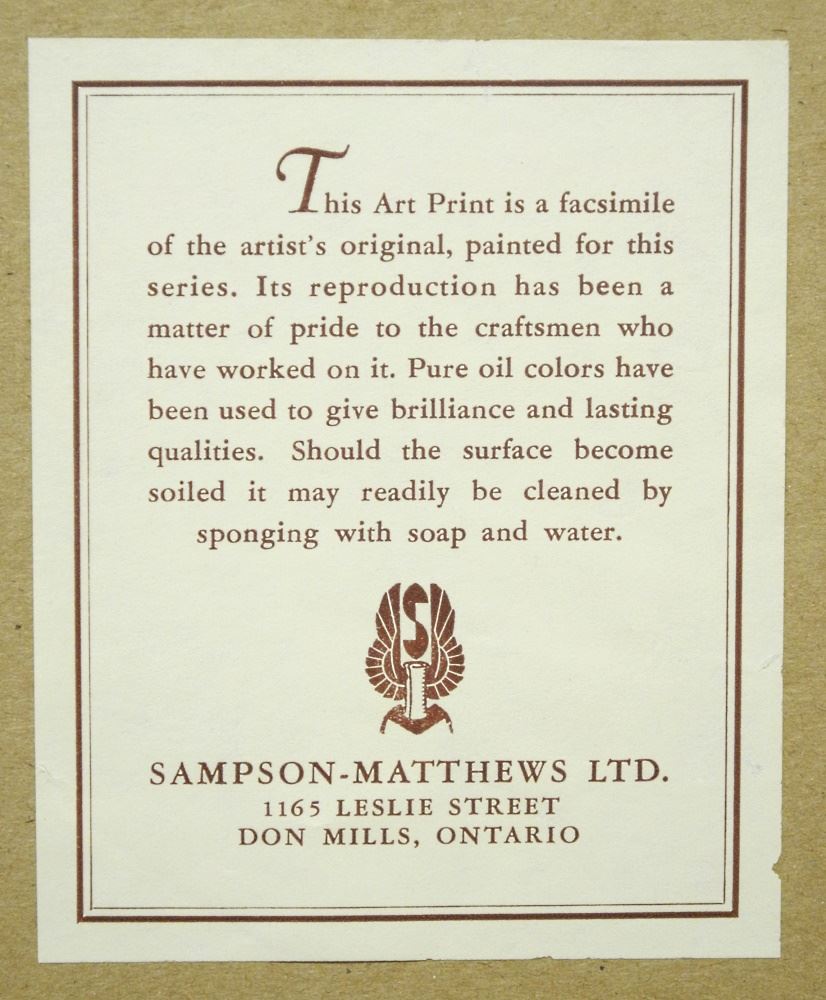 This Art Print is a facsimile
of the artist's original, painted for this
series. Its reproduction has been a
matter of pride to the craftsmen who
have worked on it. Pure oil colors have
been used to give brilliance and lasting
qualities. Should the surface become
soiled it may readily be cleaned by
sponging with soap and water.
S
SAMPSON-MATTHEWS LTD.
1165 LESLIE STREET
DON MILLS, ONTARIO